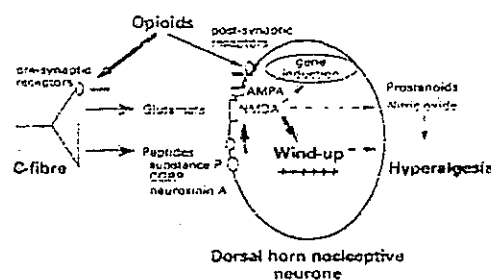 Opioids
post-synaptic
receptors
gene
induction
pre-synaptic
receptors
AMPA
NMDA
Prostanoids
Nitric oxide
Glutamate
C-fibre
Peptides
substance P
CGRP
neurokinin A
Wind-up
Hyperalgesia
Dorsal horn nociceptive
neurone